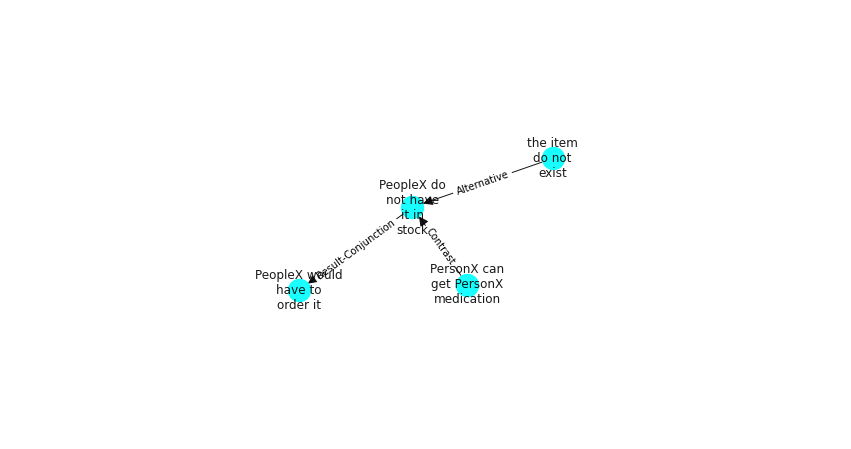 the item
do not
exist
Alternative
PeopleX do
not have
it in
stock
Contrast
Result-Conjunction
PersonX can
get PersonX
medication
PeopleX would
have to
order it